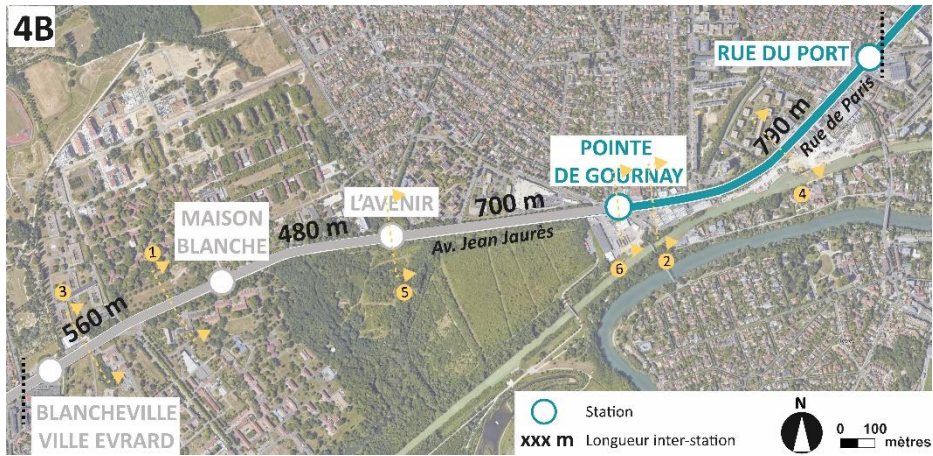 4B
RUE DU PORT
790 m
Rue de Paris
POINTE
DE GOURNAY
4
700 m
Av. Jean Jaurès
L'AVENIR
MAISON
BLANCHE
480 m
1
3
5
6
2
560 m
BLANCHEVILLE
VILLE EVRARD
Station
xxx m Longueur inter-station
N
0 100
mètres